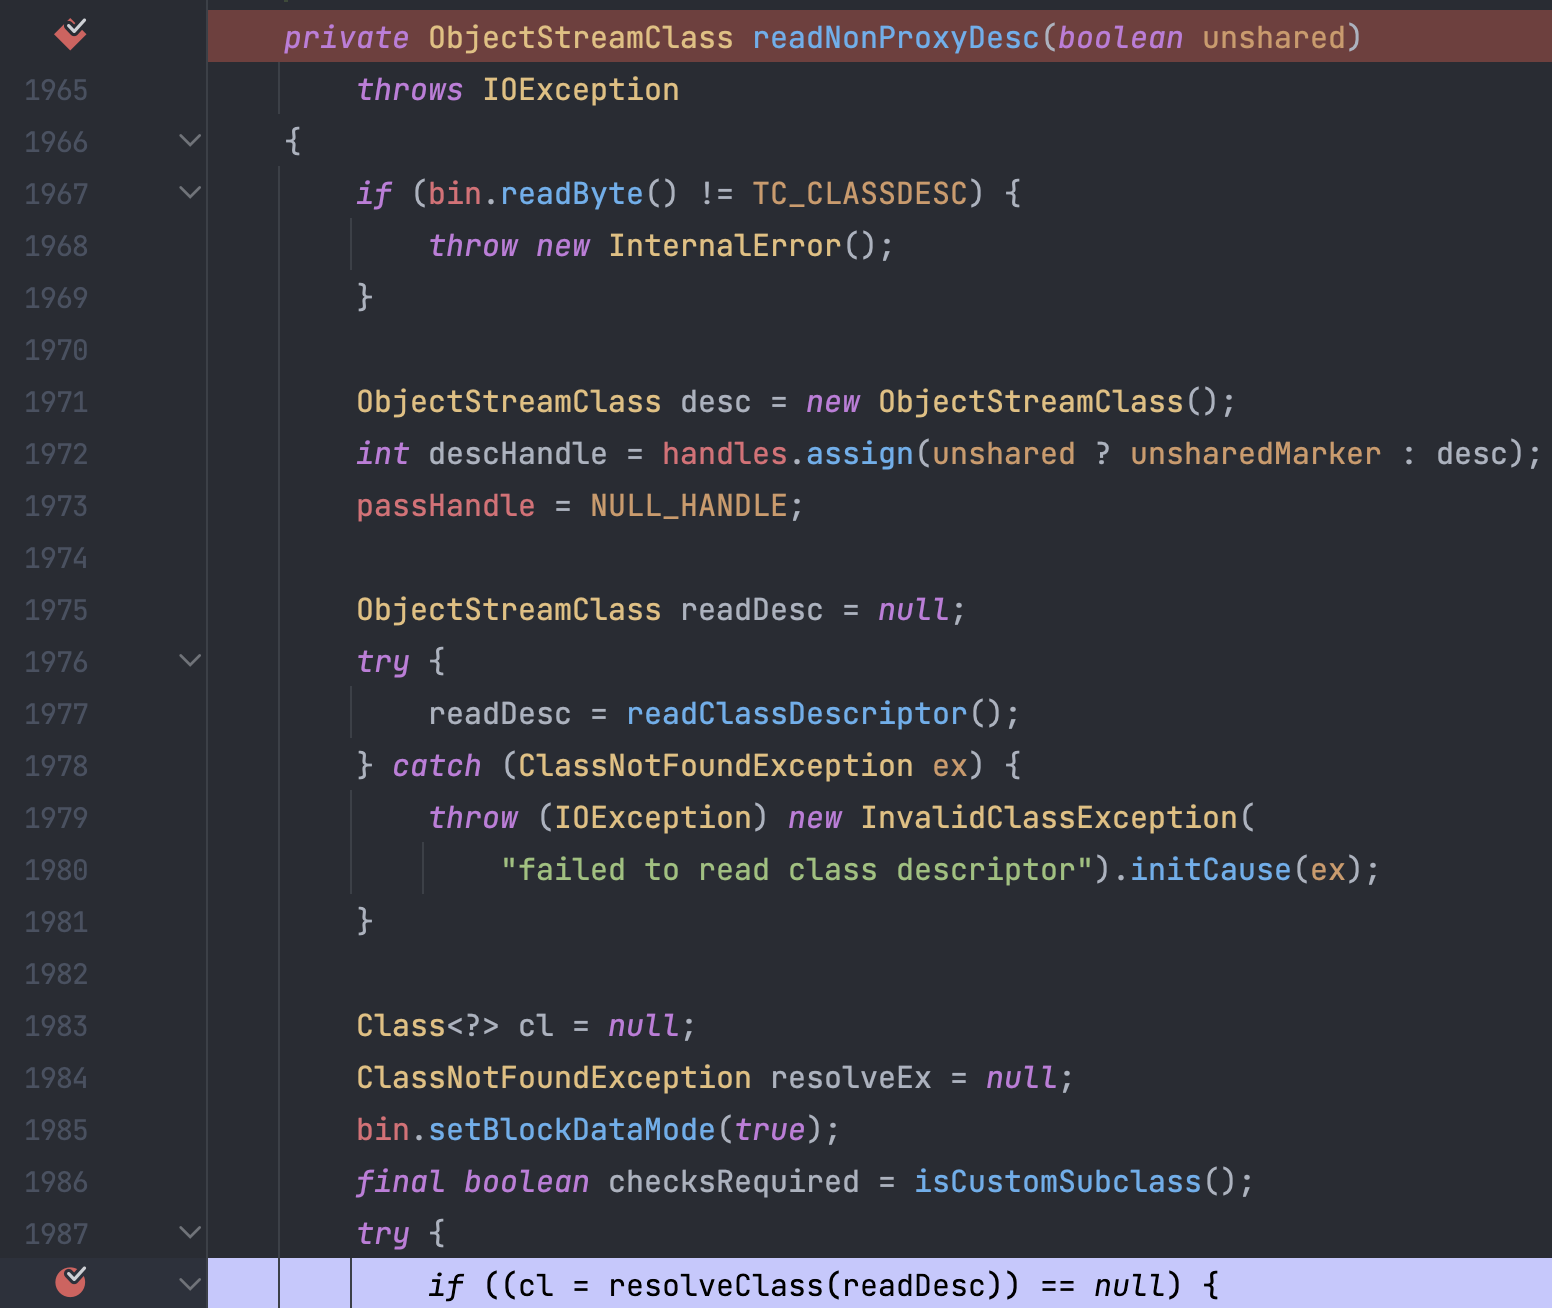 private ObjectStreamClass readNonProxyDesc(boolean unshared)
1965 throws IOException
1966 {
1967 if (bin.readByte() != TC_CLASSDESC) {
1968 throw new InternalError();
1969 }
1970
1971 ObjectStreamClass desc = new ObjectStreamClass();
1972 int descHandle = handles.assign(unshared ? unsharedMarker : desc);
1973 passHandle = NULL_HANDLE;
1974
1975 ObjectStreamClass readDesc = null;
1976 try {
1977 readDesc = readClassDescriptor();
1978 } catch (ClassNotFoundException ex) {
1979 throw (IOException) new InvalidClassException(
1980 "failed to read class descriptor").initCause(ex);
1981 }
1982
1983 Class<?> cl = null;
1984 ClassNotFoundException resolveEx = null;
1985 bin.setBlockDataMode(true);
1986 final boolean checksRequired = isCustomSubclass();
1987 try {
if ((cl = resolveClass(readDesc)) == null) {